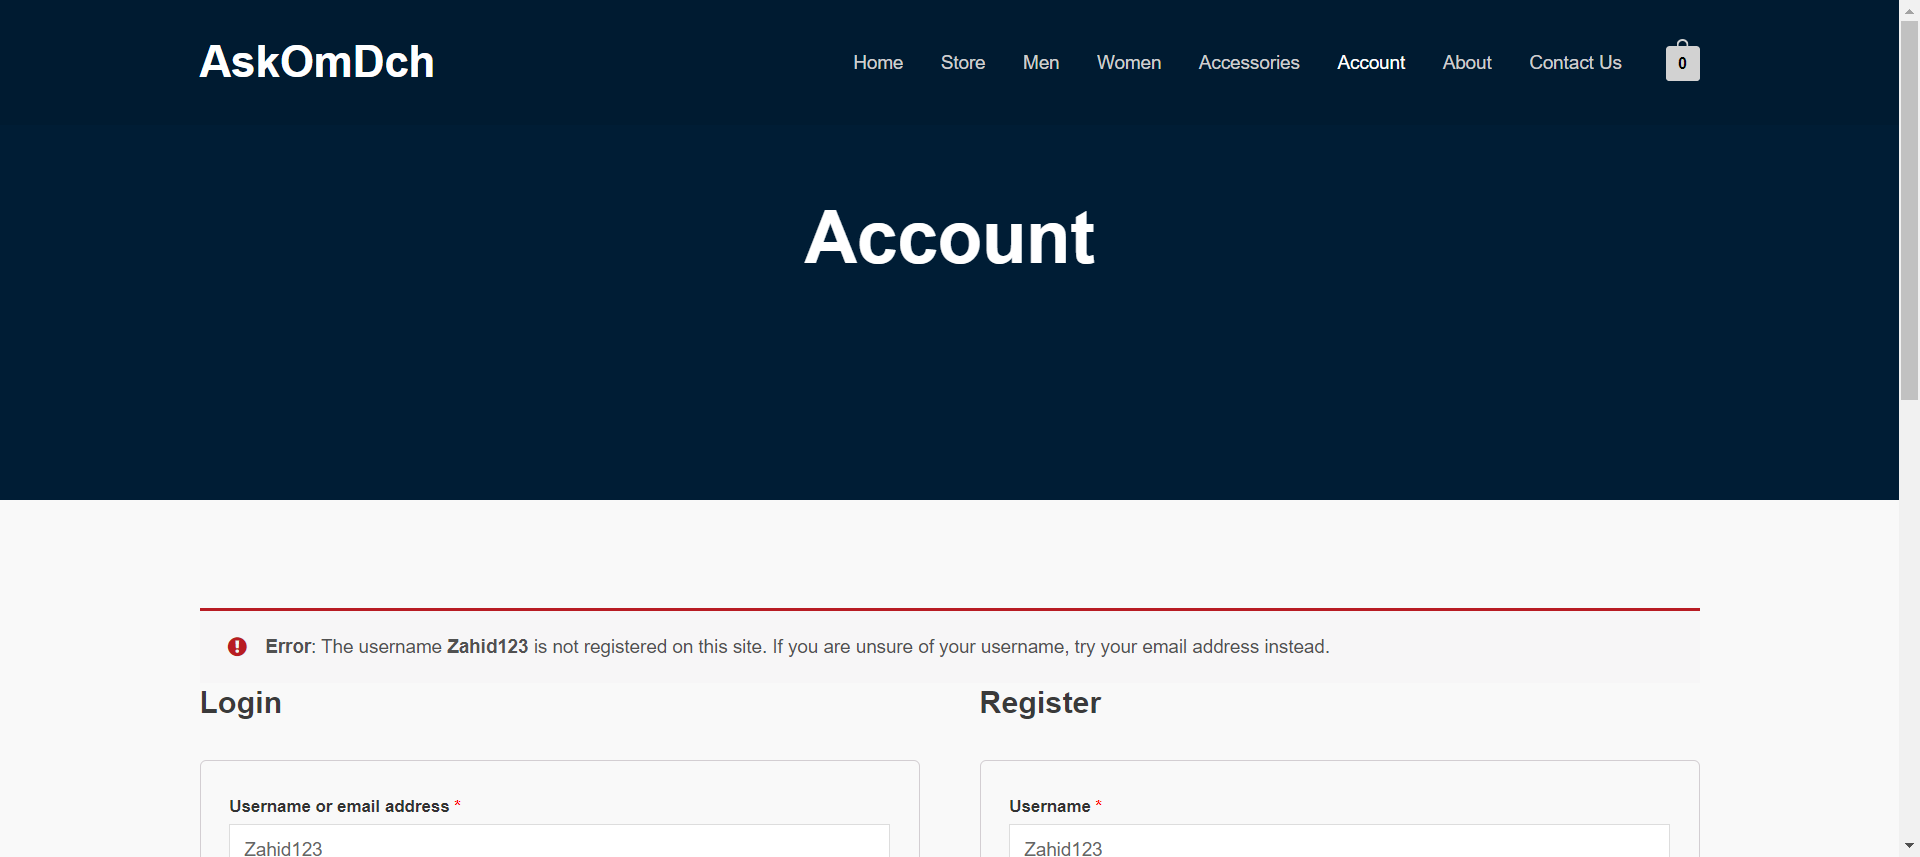 AskOmDch
Home Store Men Women Accessories Account About Contact Us 0
Account
Error: The username Zahid123 is not registered on this site. If you are unsure of your username, try your email address instead.
Login
Register
Username or email address *
Zahid123
Username *
Zahid123